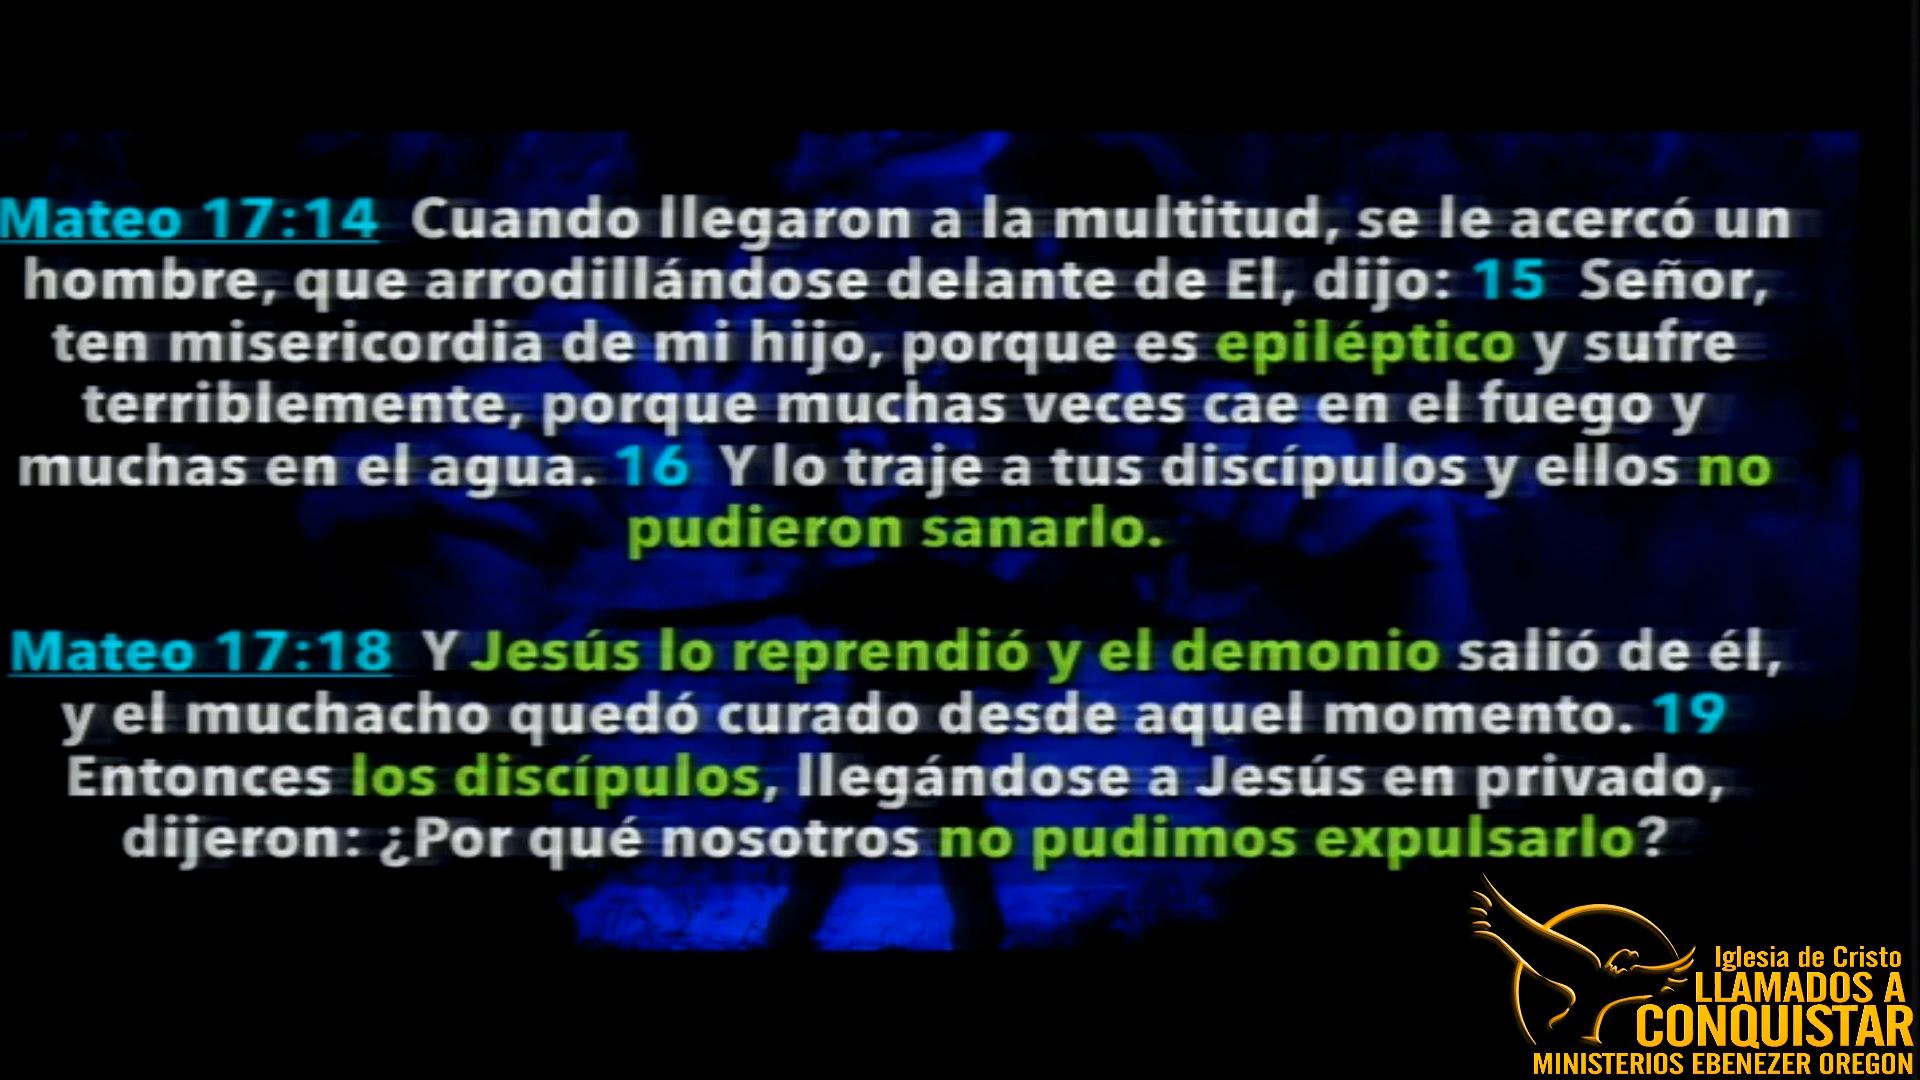 Mateo 17:14 Cuando llegaron a la multitud, se le acercó un
hombre, que arrodillándose delante de El, dijo: 15 Señor,
ten misericordia de mi hijo, porque es epiléptico y sufre
terriblemente, porque muchas veces cae en el fuego y
muchas en el agua. 16 Y lo traje a tus discípulos y ellos no
pudieron sanarlo.
Mateo 17:18 Y Jesús lo reprendió y el demonio salió de él,
y el muchacho quedó curado desde aquel momento. 19
Entonces los discípulos, llegándose a Jesús en privado,
dijeron: ¿Por qué nosotros no pudimos expulsarlo?
Iglesia de Cristo
LLAMADOS A
CONQUISTAR
MINISTERIOS EBENEZER OREGON